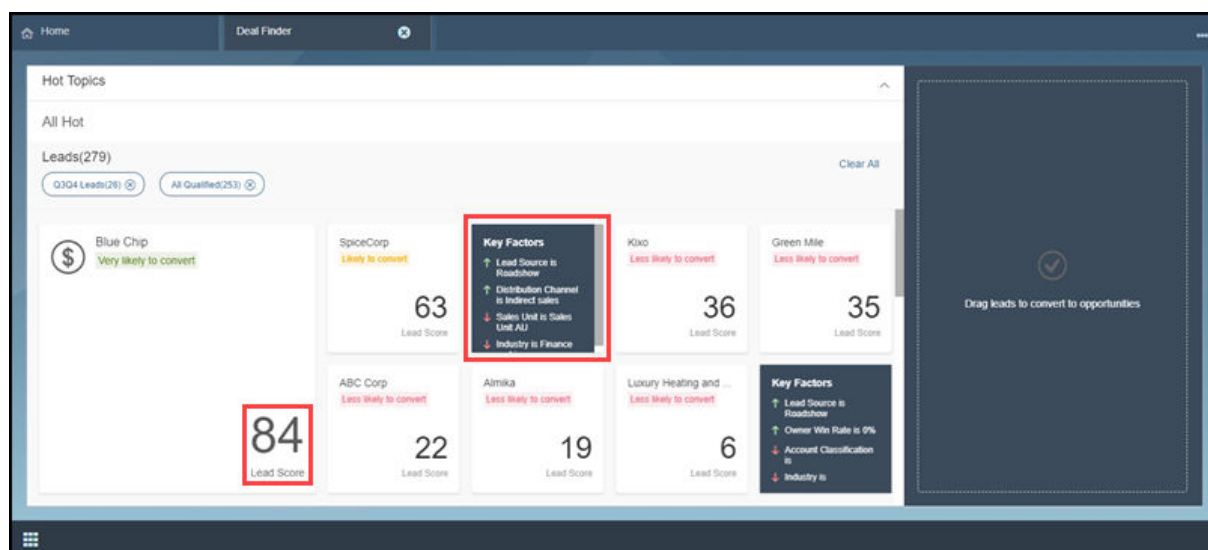 Home
Deal Finder
Hot Topics
All Hot
Leads(279)
Clear All
Q3Q4 Leads(26)
All Qualified(253)
Blue Chip
Very likely to convert
84
Lead Score
SpiceCorp
Likely to convert
63
Lead Score
Key Factors
Lead Source is
Roadshow
Distribution Channel
is Indirect sales
Sales Unit is Sales
Unit AU
Industry is Finance
Kixo
Less likely to convert
36
Lead Score
Green Mile
Less likely to convert
35
Lead Score
ABC Corp
Less likely to convert
22
Lead Score
Almika
Less likely to convert
19
Lead Score
Luxury Heating and ...
Less likely to convert
6
Lead Score
Key Factors
Lead Source is
Roadshow
Owner Win Rate is 0%
Account Classification
is
Industry is
Drag leads to convert to opportunities